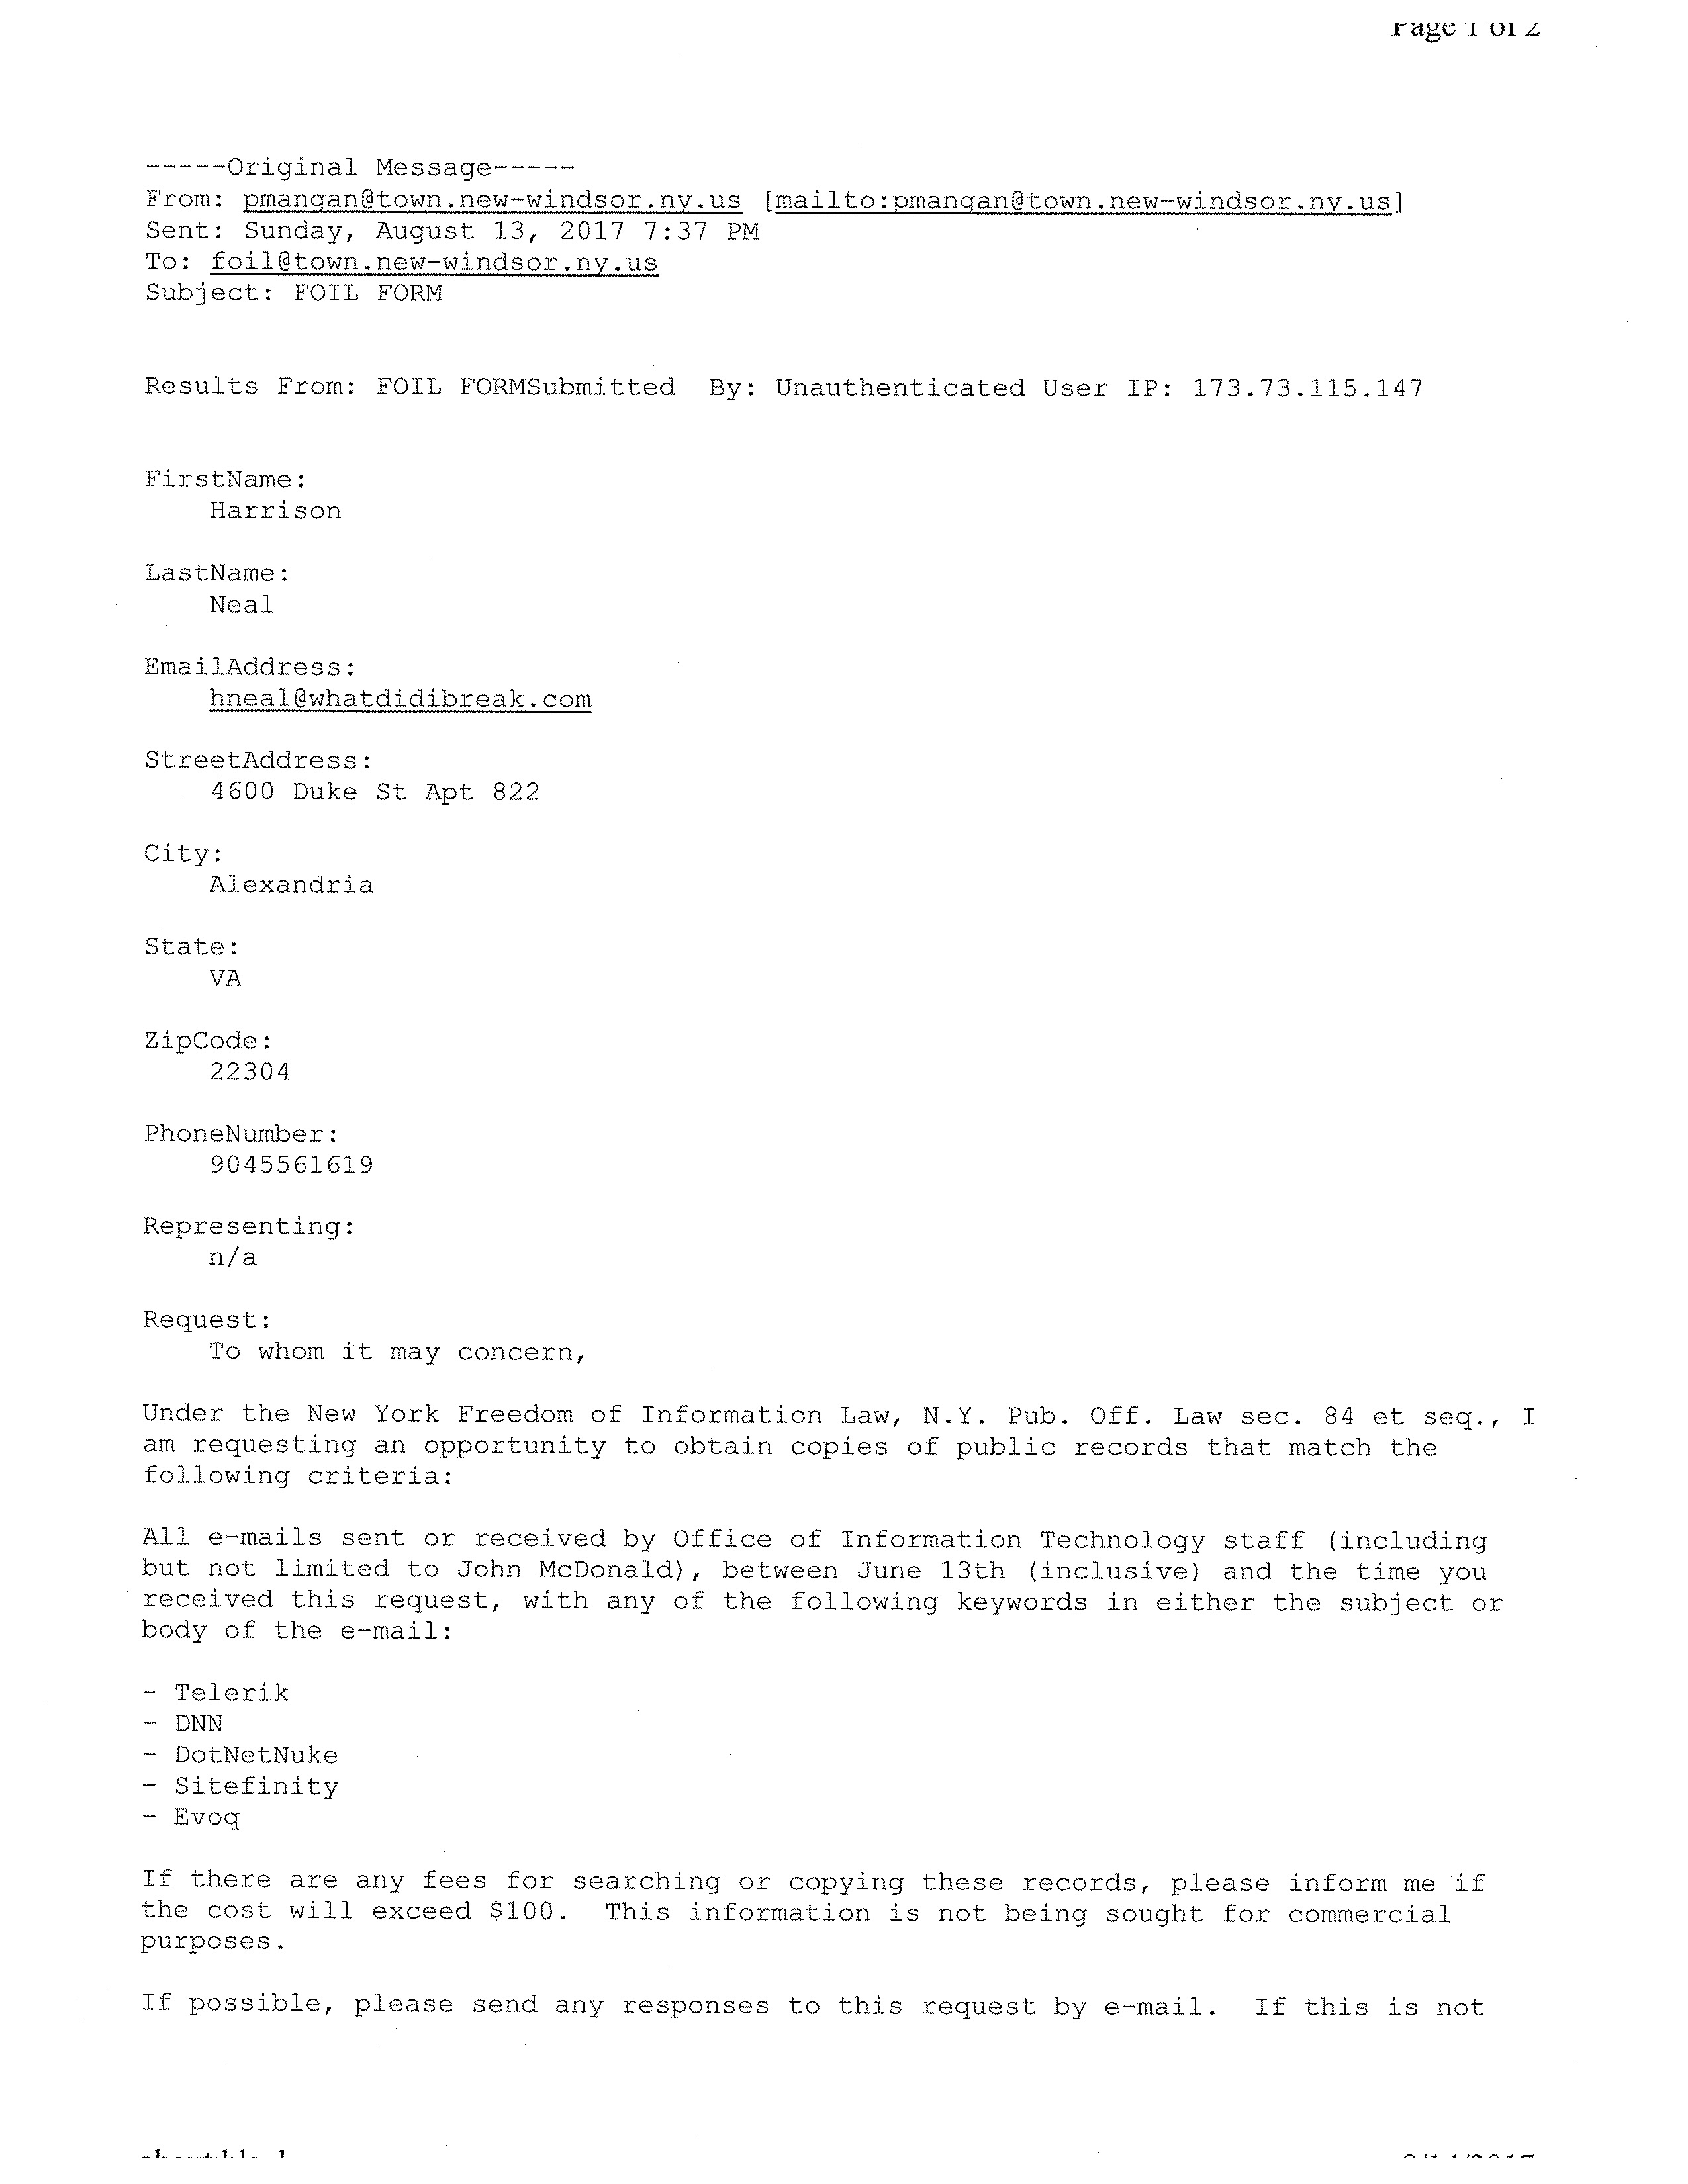 Page 1 of 2
-----Original Message-----
From: pmangan@town.new-windsor.ny.us [mailto:pmangan@town.new-windsor.ny.us]
Sent: Sunday, August 13, 2017 7:37 PM
To: foil@town.new-windsor.ny.us
Subject: FOIL FORM
Results From: FOIL FORMSubmitted  By: Unauthenticated User IP: 173.73.115.147
FirstName:
Harrison
LastName:
Neal
EmailAddress:
hneal@whatdidibreak.com
StreetAddress:
4600 Duke St Apt 822
City:
Alexandria
State:
VA
ZipCode:
22304
PhoneNumber:
9045561619
Representing:
n/a
Request:
To whom it may concern,
Under the New York Freedom of Information Law, N.Y. Pub. Off. Law sec. 84 et seq., I
am requesting an opportunity to obtain copies of public records that match the
following criteria:
All e-mails sent or received by Office of Information Technology staff (including
but not limited to John McDonald), between June 13th (inclusive) and the time you
received this request, with any of the following keywords in either the subject or
body of the e-mail:
- Telerik
- DNN
- DotNetNuke
- Sitefinity
- Evoq
If there are any fees for searching or copying these records, please inform me if
the cost will exceed $100.  This information is not being sought for commercial
purposes.
If possible, please send any responses to this request by e-mail.  If this is not